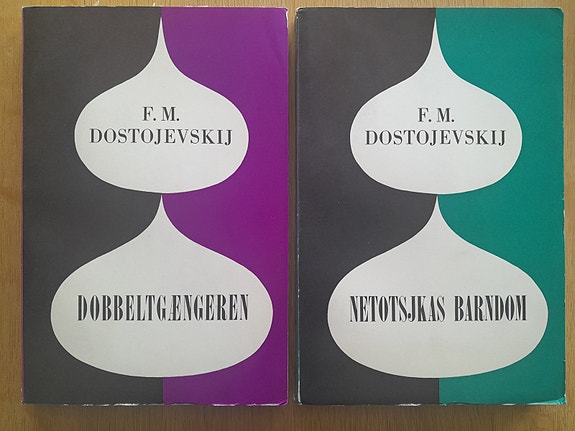 F. M.
DOSTOJEVSKIJ
DOBBELTGÆNGEREN
F. M.
DOSTOJEVSKIJ
NETOTSJKAS BARNDOM